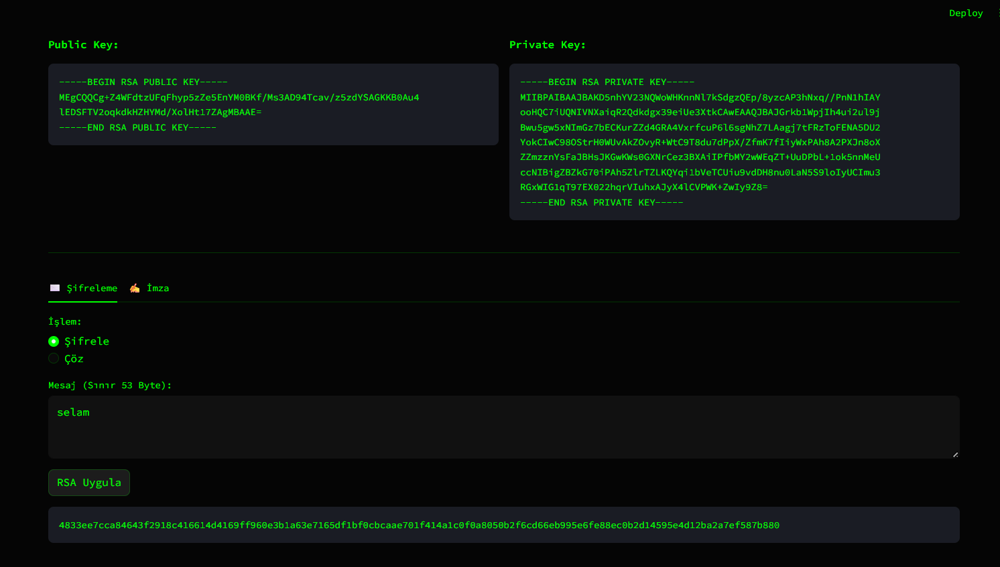 Deploy
Public Key:
-----BEGIN RSA PUBLIC KEY-----
MEgCQQCg+Z4WFdtzUFqFhyp5zZe5EnYM0BKf/Ms3AD94Tcav/z5zdYSAGKKB0Au4
lEDSFTV2oqkdkHZHYMd/XolHt17ZAgMBAAE=
-----END RSA PUBLIC KEY-----
Private Key:
-----BEGIN RSA PRIVATE KEY-----
MIIBPAIBAAJBAKD5nhYV23NQWoWHKnnNl7kSdgzQEp/8yzcAP3hNxq//PnN1hIAY
ooHQC7iUQNIVNXaiqR2Qdkdgx39eiUe3XtkCAwEAAQJBAJGrkb1WpjIh4ui2ul9j
Bwu5gw5xNImGz7bECKurZZd4GRA4VxrfcuP6l6sgNhZ7LAagj7tFRzToFENA5DU2
YokCIwC98OStrH0WUvAkZOvyR+WtC9T8du7dPpX/ZfmK7fIiyWxPAh8A2PXJn8oX
ZZmzznYsFaJBHsJKGwKWs0GXNrCez3BXAiIPfbMY2wWEqZT+UuDPbL+1ok5nnMeU
ccNIBigZBZkG70iPAh5ZlrTZLKQYqi1bVeTCUiu9vdDH8nu0LaN5S9loIyUCImu3
RGxWIG1qT97EX022hqrVIuhxAJyX4lCVPWK+ZwIy9Z8=
-----END RSA PRIVATE KEY-----
Şifreleme
İmza
İşlem:
Şifrele
Çöz
Mesaj (Sınır 53 Byte):
selam
RSA Uygula
4833ee7cca84643f2918c416614d4169ff960e3b1a63e7165df1bf0cbcaae701f414a1c0f0a8050b2f6cd66eb995e6fe88ec0b2d14595e4d12ba2a7ef587b880